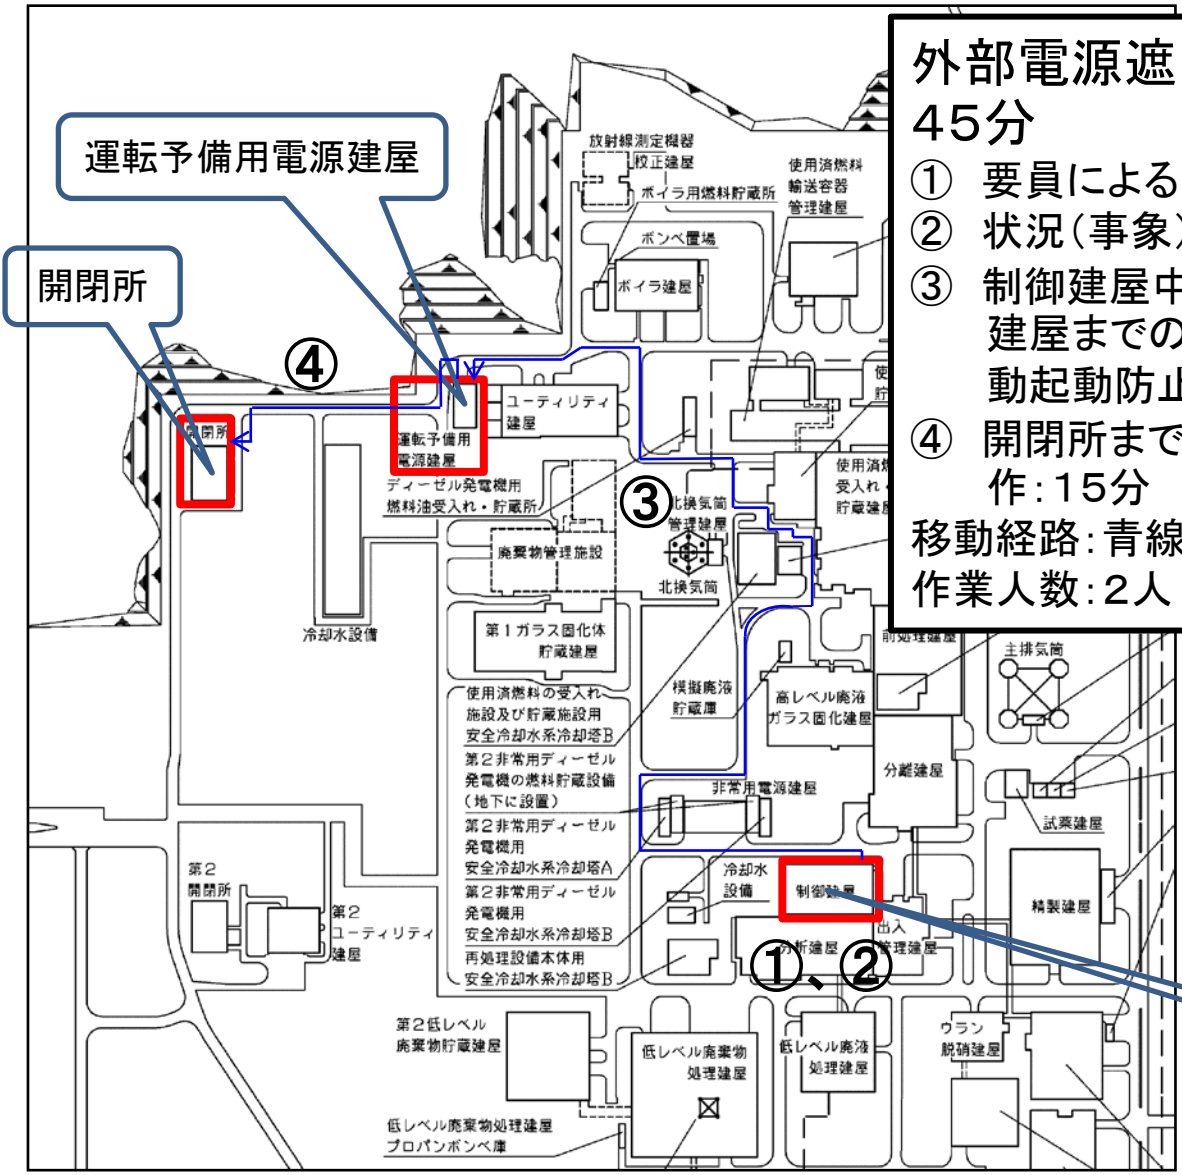 外部電源遮
45分
① 要員による
② 状況(事象)
③ 制御建屋中
建屋までの
動起動防止
④ 開閉所まで
作:15分
移動経路:青線
作業人数:2人
運転予備用電源建屋
開閉所
④
③
①、②
放射線測定機器
校正建屋
ボイラ用燃料貯蔵所
使用済燃料
輸送容器
管理建屋
ボンベ置場
ボイラ建屋
ユーティリティ
建屋
開閉所
運転予備用
電源建屋
ディーゼル発電機用
燃料油受入れ・貯蔵所
使
貯
使用済燃
受入れ・
貯蔵建屋
北換気筒
管理建屋
北換気筒
廃棄物管理施設
冷却水設備
第1ガラス固化体
貯蔵建屋
前処理建屋
主排気筒
模擬廃液
貯蔵庫
高レベル廃液
ガラス固化建屋
使用済燃料の受入れ
施設及び貯蔵施設用
安全冷却水系冷却塔B
第2非常用ディーゼル
発電機の燃料貯蔵設備
(地下に設置)
第2非常用ディーゼル
発電機用
安全冷却水系冷却塔A
第2非常用ディーゼル
発電機用
安全冷却水系冷却塔B
再処理設備本体用
安全冷却水系冷却塔B
分離建屋
非常用電源建屋
試薬建屋
冷却水
設備
制御建屋
精製建屋
出入
管理建屋
分析建屋
第2
開閉所
第2
ユーティリティ
建屋
第2低レベル
廃棄物貯蔵建屋
低レベル廃棄物
処理建屋
低レベル廃液
処理建屋
ウラン
脱硝建屋
低レベル廃棄物処理建屋
プロパンボンベ庫